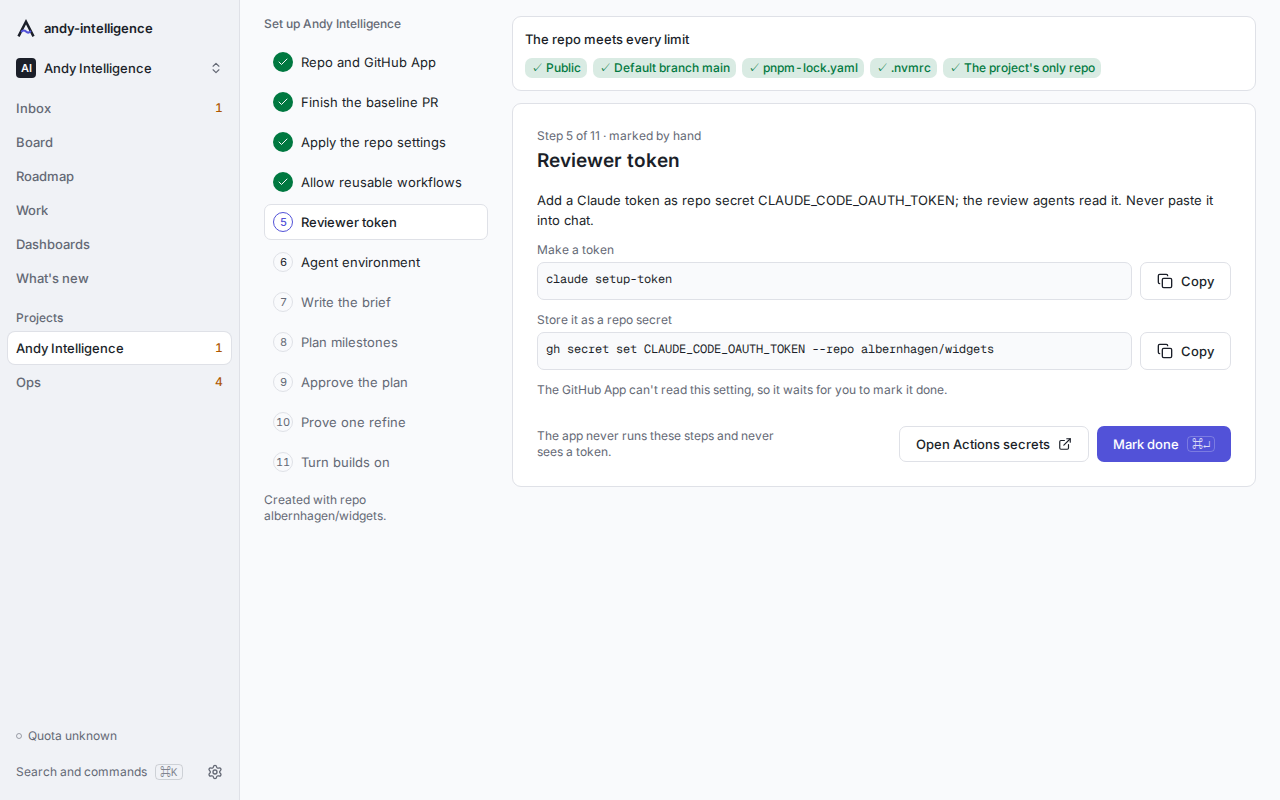 andy-intelligence
AI Andy Intelligence
Inbox 1
Board
Roadmap
Work
Dashboards
What's new
Projects
Andy Intelligence 1
Ops 4
Quota unknown
Search and commands ⌘K
Set up Andy Intelligence
Repo and GitHub App
Finish the baseline PR
Apply the repo settings
Allow reusable workflows
5 Reviewer token
6 Agent environment
7 Write the brief
8 Plan milestones
9 Approve the plan
10 Prove one refine
11 Turn builds on
Created with repo
albernhagen/widgets.
The repo meets every limit
✓ Public ✓ Default branch main ✓ pnpm-lock.yaml ✓ .nvmrc ✓ The project's only repo
Step 5 of 11 · marked by hand
Reviewer token
Add a Claude token as repo secret CLAUDE_CODE_OAUTH_TOKEN; the review agents read it. Never paste it
into chat.
Make a token
claude setup-token Copy
Store it as a repo secret
gh secret set CLAUDE_CODE_OAUTH_TOKEN --repo albernhagen/widgets Copy
The GitHub App can't read this setting, so it waits for you to mark it done.
The app never runs these steps and never
sees a token.
Open Actions secrets
Mark done ⌘↵